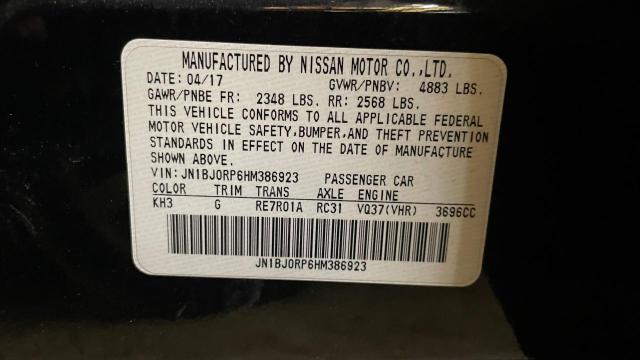 MANUFACTURED BY NISSAN MOTOR CO.,LTD.
DATE: 04/17 GVWR/PNBV: 4883 LBS.
GAWR/PNBE FR: 2348 LBS. RR: 2568 LBS.
THIS VEHICLE CONFORMS TO ALL APPLICABLE FEDERAL
MOTOR VEHICLE SAFETY,BUMPER,AND THEFT PREVENTION
STANDARDS IN EFFECT ON THE DATE OF MANUFACTURE
SHOWN ABOVE.
VIN:JN1BJ0RP6HM386923 PASSENGER CAR
COLOR TRIM TRANS AXLE ENGINE
KH3 G RE7R01A RC31 VQ37(VHR) 3696CC
JN1BJ0RP6HM386923